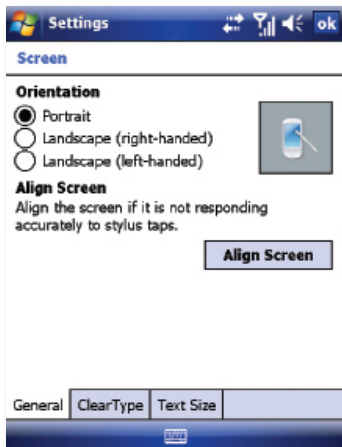 Settings
ok
Screen
Orientation
Portrait
Landscape (right-handed)
Landscape (left-handed)
Align Screen
Align the screen if it is not responding
accurately to stylus taps.
Align Screen
General ClearType Text Size